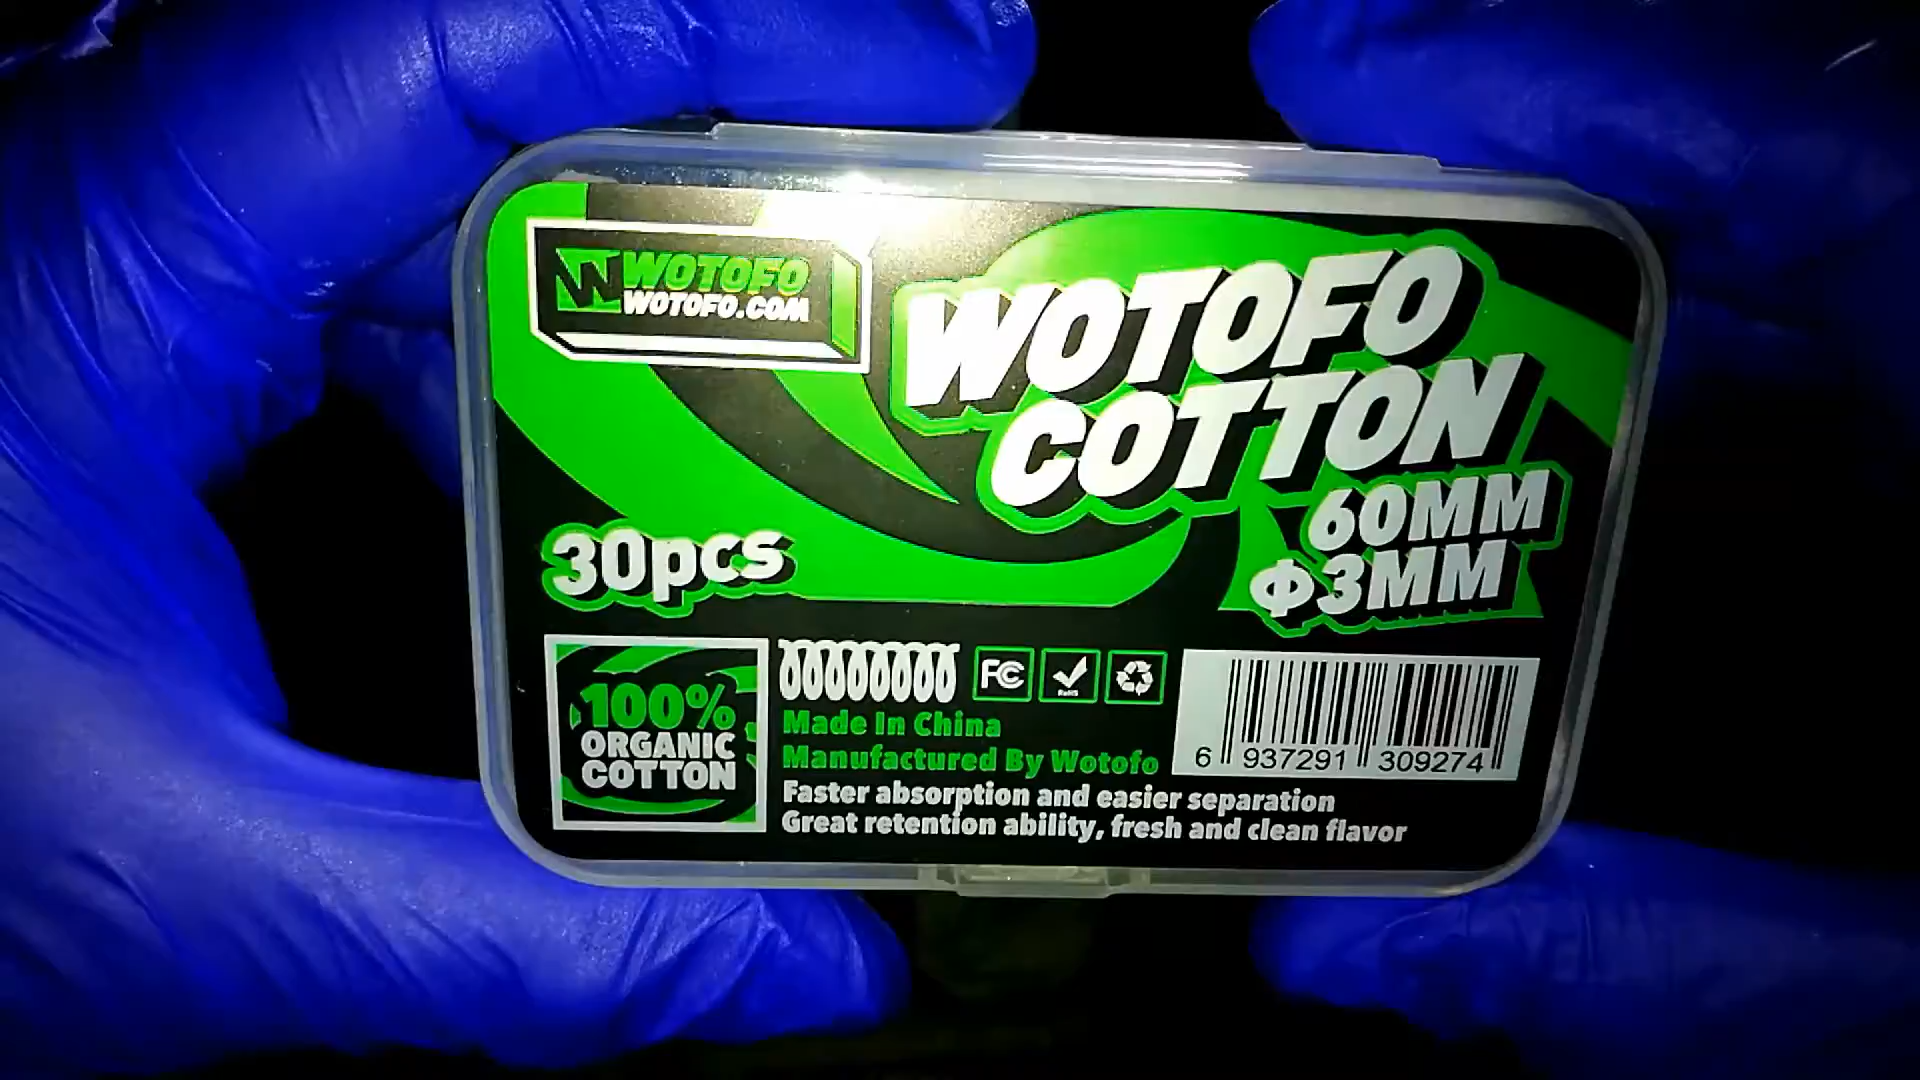 WOTOFO
WOTOFO.COM
WOTOFO
COTTON
60MM
Φ3MM
30pcs
100%
ORGANIC
COTTON
FC
RoHS
Made In China
Manufactured By Wotofo
Faster absorption and easier separation
Great retention ability, fresh and clean flavor
6 937291 309274